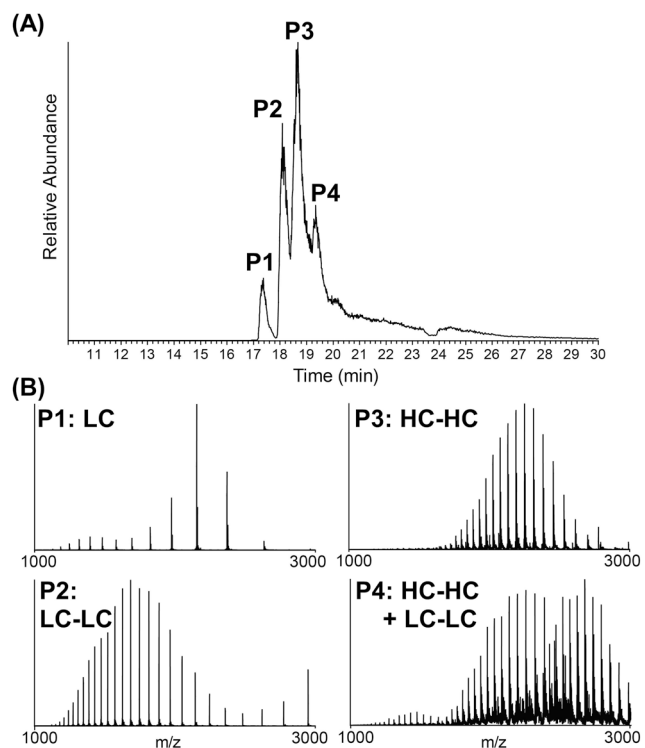 (A)
P3
P2
P4
P1
Relative Abundance
11 12 13 14 15 16 17 18 19 20 21 22 23 24 25 26 27 28 29 30
Time (min)
(B)
P1: LC
1000 3000
P3: HC-HC
1000 3000
P2:
LC-LC
1000 m/z 3000
P4: HC-HC
+ LC-LC
1000 m/z 3000